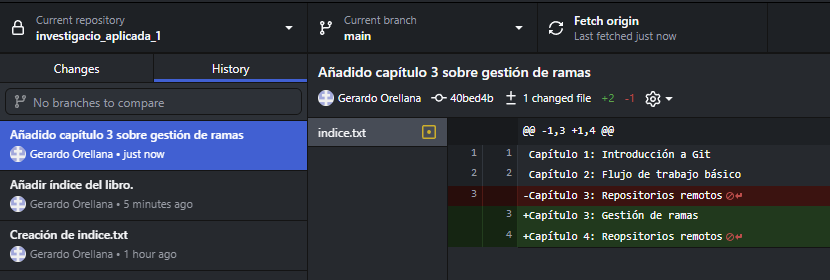 Current repository
investigacio_aplicada_1
Current branch
main
Fetch origin
Last fetched just now
Changes
History
No branches to compare
Añadido capítulo 3 sobre gestión de ramas
Gerardo Orellana • just now
Añadir índice del libro.
Gerardo Orellana • 5 minutes ago
Creación de indice.txt
Gerardo Orellana • 1 hour ago
Añadido capítulo 3 sobre gestión de ramas
Gerardo Orellana 40bed4b 1 changed file +2 -1
indice.txt
@@ -1,3 +1,4 @@
1 1 Capítulo 1: Introducción a Git
2 2 Capítulo 2: Flujo de trabajo básico
3 -Capítulo 3: Repositorios remotos
3 +Capítulo 3: Gestión de ramas
4 +Capítulo 4: Reopsitorios remotos